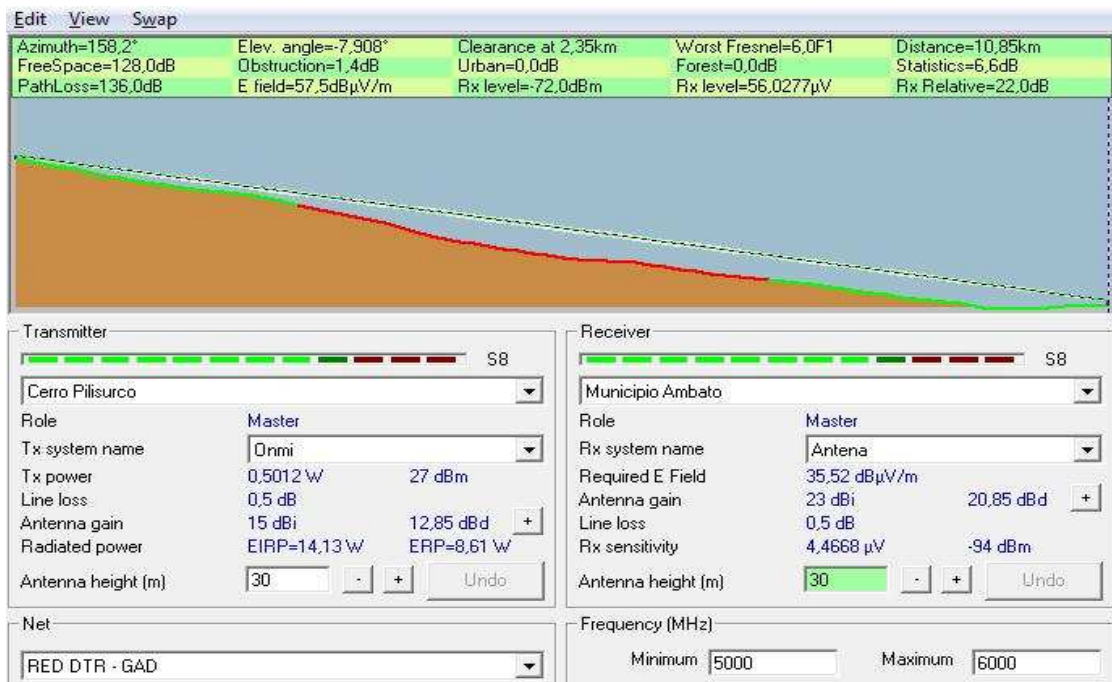 Edit View Swap
Azimuth=158,2° Elev. angle=-7,908° Clearance at 2,35km Worst Fresnel=6,0F1 Distance=10,85km
FreeSpace=128,0dB Obstruction=1,4dB Urban=0,0dB Forest=0,0dB Statistics=6,6dB
PathLoss=136,0dB E field=57,5dBµV/m Rx level=-72,0dBm Rx level=56,0277µV Rx Relative=22,0dB
Transmitter
S8
Cerro Pilisurco
Role Master
Tx system name Onmi
Tx power 0,5012 W 27 dBm
Line loss 0,5 dB
Antenna gain 15 dBi 12,85 dBd +
Radiated power EIRP=14,13 W ERP=8,61 W
Antenna height (m) 30 - + Undo
Receiver
S8
Municipio Ambato
Role Master
Rx system name Antena
Required E Field 35,52 dBµV/m
Antenna gain 23 dBi 20,85 dBd +
Line loss 0,5 dB
Rx sensitivity 4,4668 µV -94 dBm
Antenna height (m) 30 - + Undo
Net
RED DTR - GAD
Frequency (MHz)
Minimum 5000 Maximum 6000